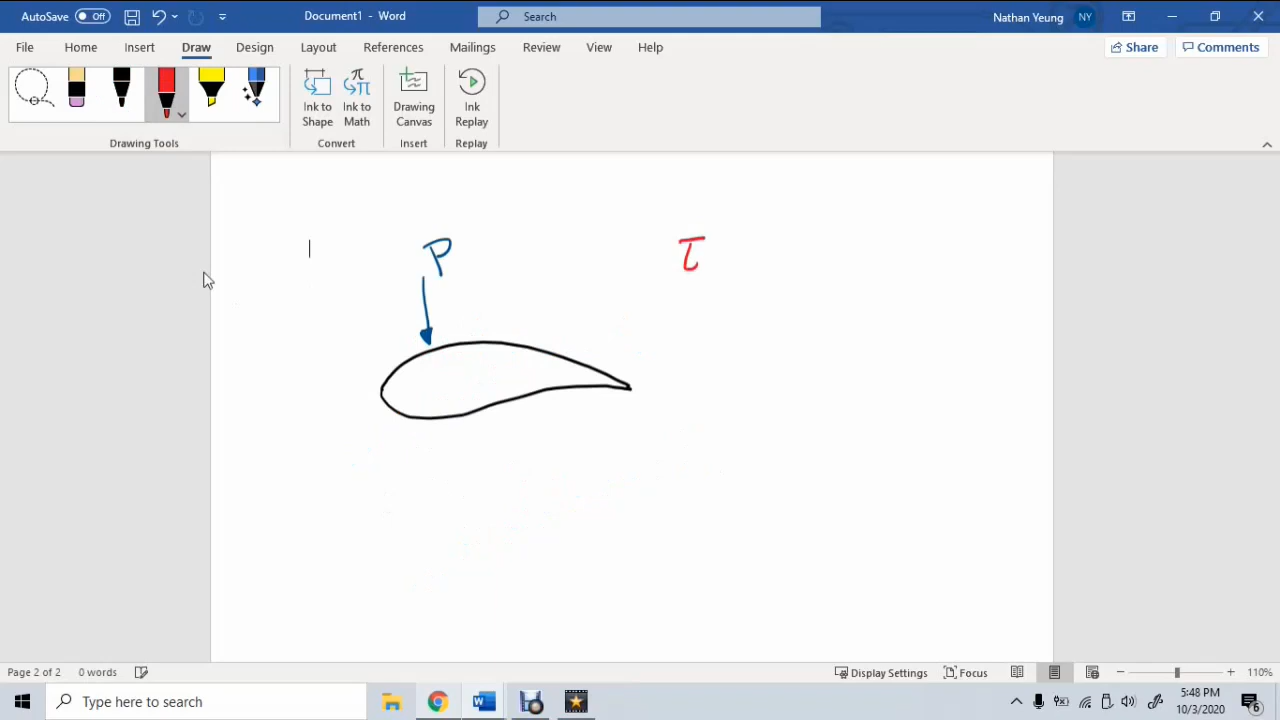 AutoSave Off Document1 - Word Search Nathan Yeung NY
File Home Insert Draw Design Layout References Mailings Review View Help Share Comments
Ink to Shape
Ink to Math
Drawing Canvas
Ink Replay
Drawing Tools Convert Insert Replay
P τ
Page 2 of 2 0 words Display Settings Focus 110%
Type here to search 5:48 PM
10/3/2020 6